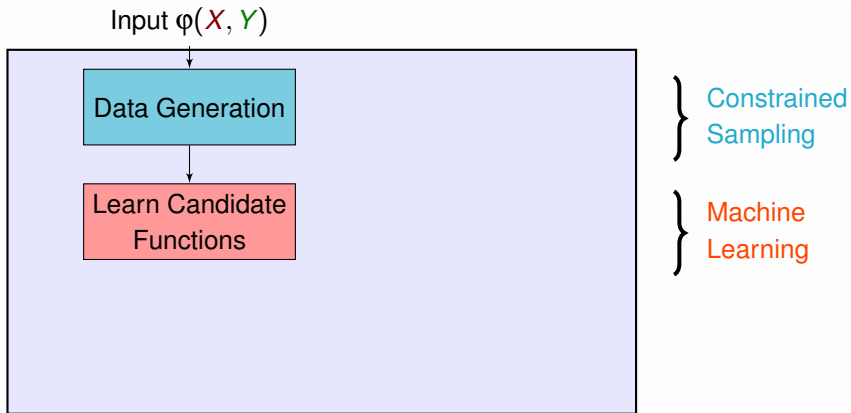 Input φ(X, Y)
Data Generation
Constrained
Sampling
Learn Candidate
Functions
Machine
Learning